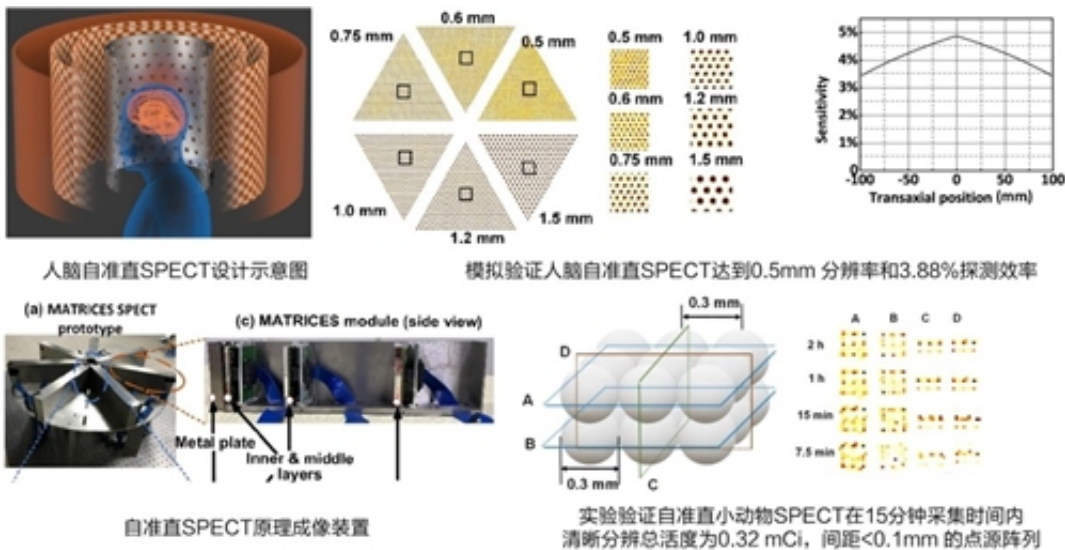 0.6 mm
0.75 mm
0.5 mm
1.0 mm
1.2 mm
1.5 mm
0.5 mm
1.0 mm
0.6 mm
1.2 mm
0.75 mm
1.5 mm
Sensitivity
5%
4%
3%
2%
1%
0
-100
-50
0
50
100
Transaxial position (mm)
人脑自准直SPECT设计示意图
模拟验证人脑自准直SPECT达到0.5mm 分辨率和3.88%探测效率
(a) MATRICES SPECT
prototype
(c) MATRICES module (side view)
Metal plate
Inner & middle
layers
自准直SPECT原理成像装置
0.3 mm
D
A
B
0.3 mm
C
A B C D
2 h
1 h
15 min
7.5 min
实验验证自准直小动物SPECT在15分钟采集时间内
清晰分辨总活度为0.32 mCi，间距<0.1mm 的点源阵列